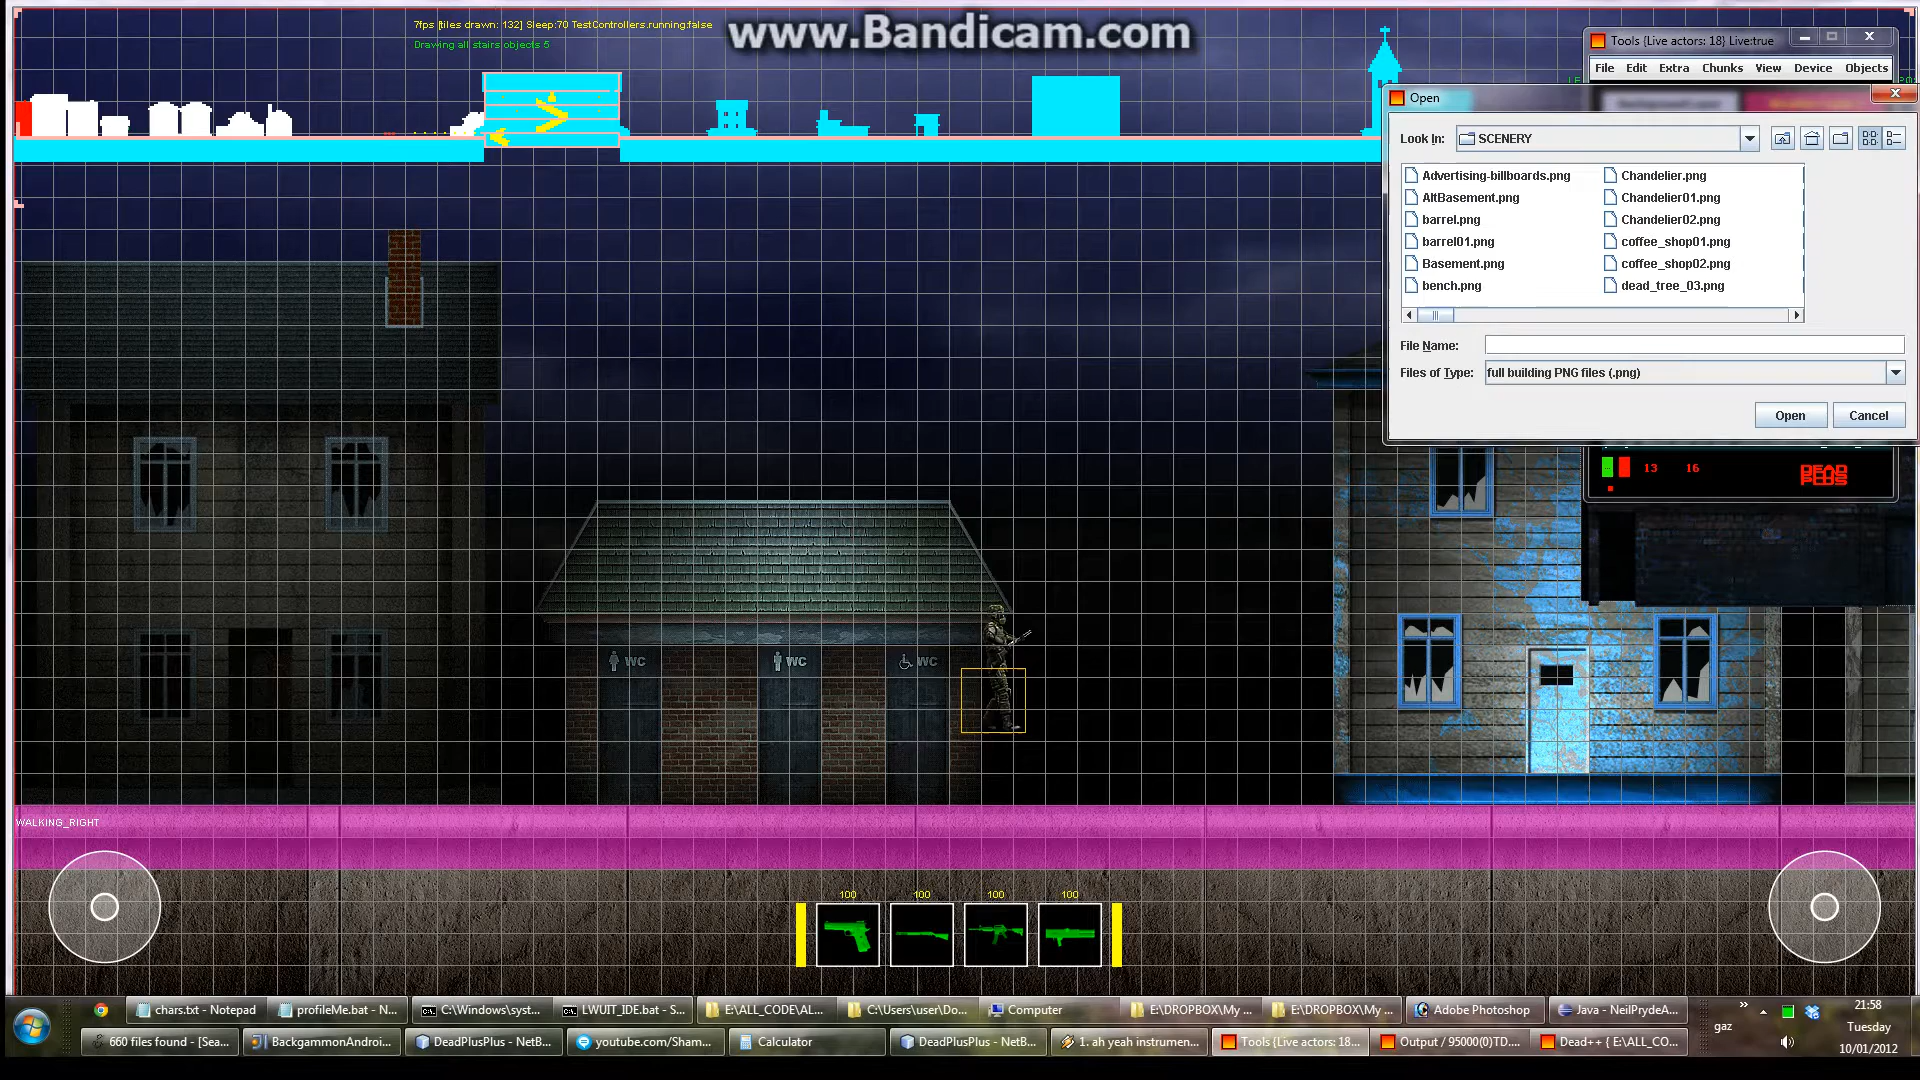 7fps [tiles drawn: 132] Sleep:70 TestControllers.running:false
Drawing all stairs objects 5
www.Bandicam.com
Tools {Live actors: 18} Live:true
File Edit Extra Chunks View Device Objects
Open
Look In: SCENERY
Advertising-billboards.png
AltBasement.png
barrel.png
barrel01.png
Basement.png
bench.png
Chandelier.png
Chandelier01.png
Chandelier02.png
coffee_shop01.png
coffee_shop02.png
dead_tree_03.png
File Name:
Files of Type: full building PNG files (.png)
Open Cancel
13 16
DEAD
PEDS
WC WC WC
WALKING_RIGHT
100 100 100 100
chars.txt - Notepad
profileMe.bat - N...
C:\Windows\syst...
LWUIT_IDE.bat - S...
E:\ALL_CODE\AL...
C:\Users\user\Do...
Computer
E:\DROPBOX\My ...
E:\DROPBOX\My ...
Adobe Photoshop
Java - NeilPrydeA...
660 files found - [Sea...
BackgammonAndroi...
DeadPlusPlus - NetB...
youtube.com/Sham...
Calculator
DeadPlusPlus - NetB...
1. ah yeah instrumen...
Tools {Live actors: 18...
Output / 95000(0)TD....
Dead++ { E:\ALL_CO...
gaz
21:58
Tuesday
10/01/2012